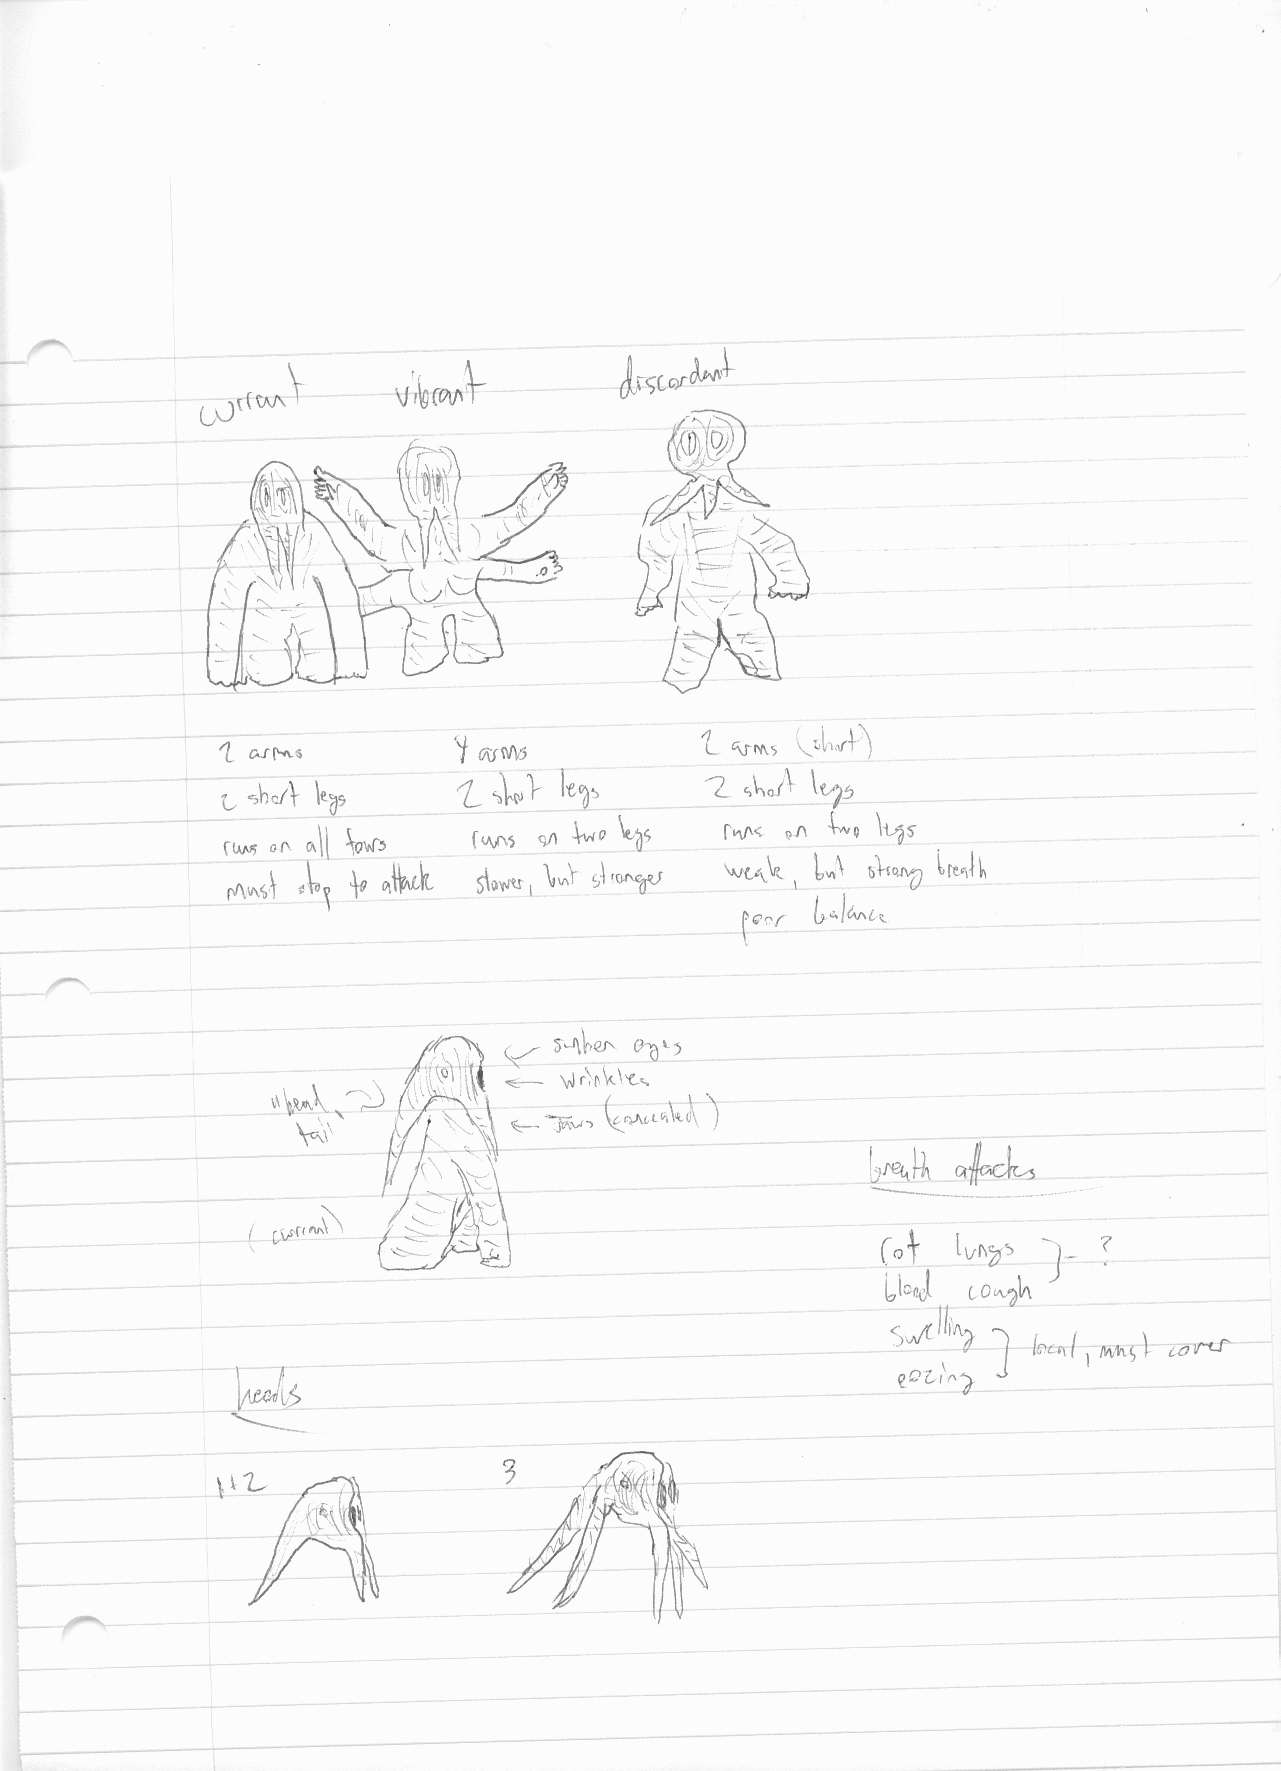 currant vibrant discordant
2 arms 4 arms 2 arms (short)
2 short legs 2 short legs 2 short legs
runs on all fours runs on two legs runs on two legs
must stop to attack slower, but stronger weak, but strong breath
poor balance
sunken eyes
wrinkles
"head
tail"
Jaws (concealed)
(currant)
breath attacks
rot lungs
blood cough
?
swelling
oozing
local, must cover
heads
1+2 3